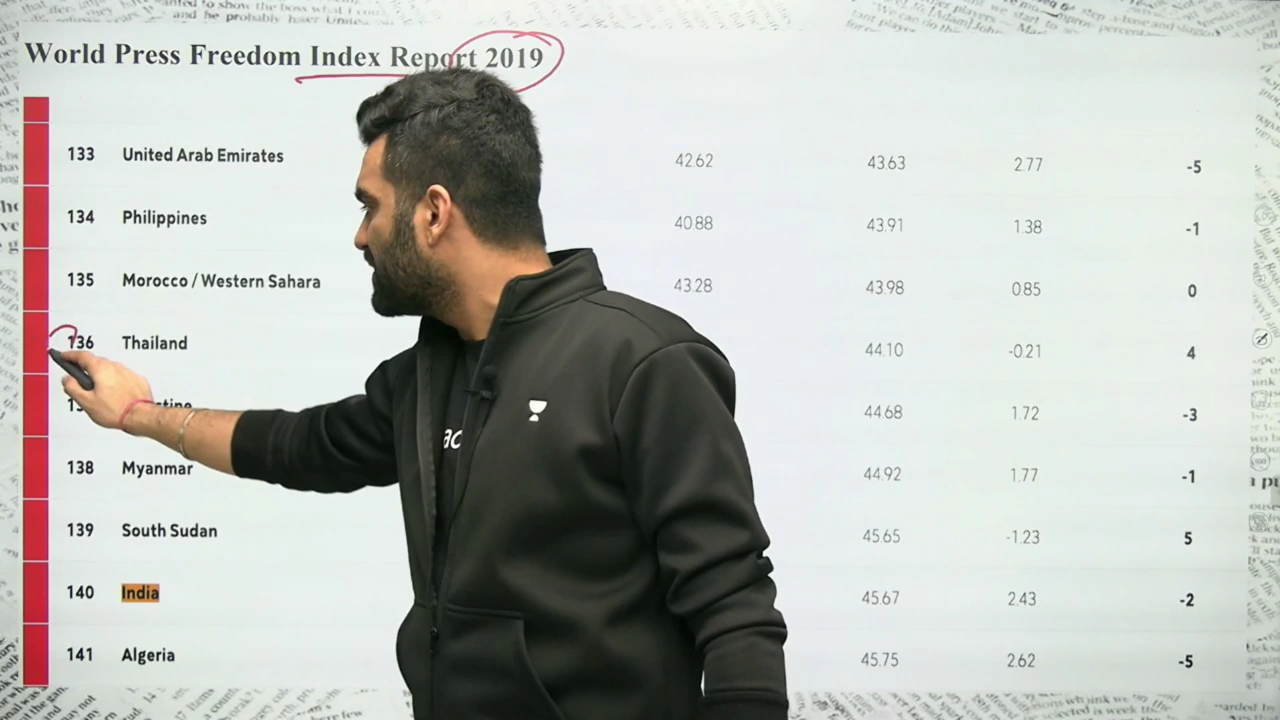 World Press Freedom Index Report 2019
133 United Arab Emirates 42.62 43.63 2.77 -5
134 Philippines 40.88 43.91 1.38 -1
135 Morocco / Western Sahara 43.28 43.98 0.85 0
136 Thailand 44.10 -0.21 4
44.68 1.72 -3
138 Myanmar 44.92 1.77 -1
139 South Sudan 45.65 -1.23 5
140 India 45.67 2.43 -2
141 Algeria 45.75 2.62 -5